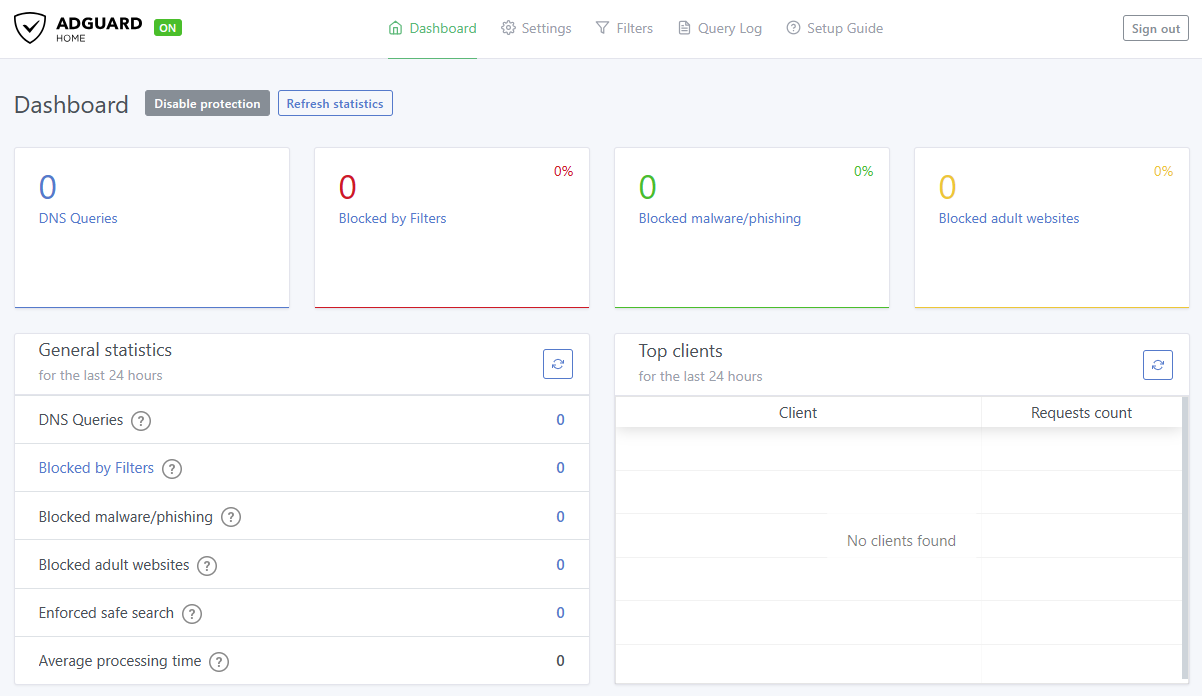 ADGUARD
HOME
ON
Dashboard
Settings
Filters
Query Log
Setup Guide
Sign out
Dashboard
Disable protection
Refresh statistics
0
DNS Queries
0%
0
Blocked by Filters
0%
0
Blocked malware/phishing
0%
0
Blocked adult websites
General statistics
for the last 24 hours
DNS Queries ? 0
Blocked by Filters ? 0
Blocked malware/phishing ? 0
Blocked adult websites ? 0
Enforced safe search ? 0
Average processing time ? 0
Top clients
for the last 24 hours
Client Requests count
No clients found